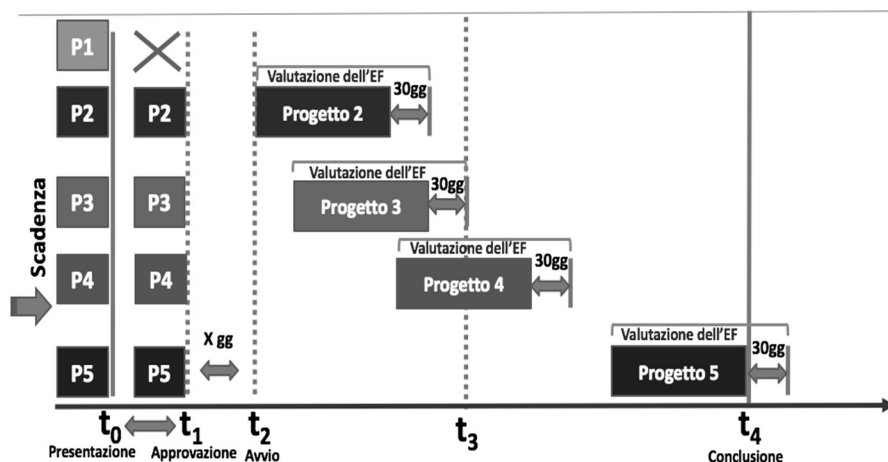 P1
Valutazione dell'EF
P2
P2
Progetto 2
30gg
Valutazione dell'EF
Scadenza
P3
P3
Progetto 3
30gg
Valutazione dell'EF
P4
P4
Progetto 4
30gg
Valutazione dell'EF
X gg
P5
P5
Progetto 5
30gg
t0
t1
t2
t3
t4
Presentazione
Approvazione
Avvio
Conclusione